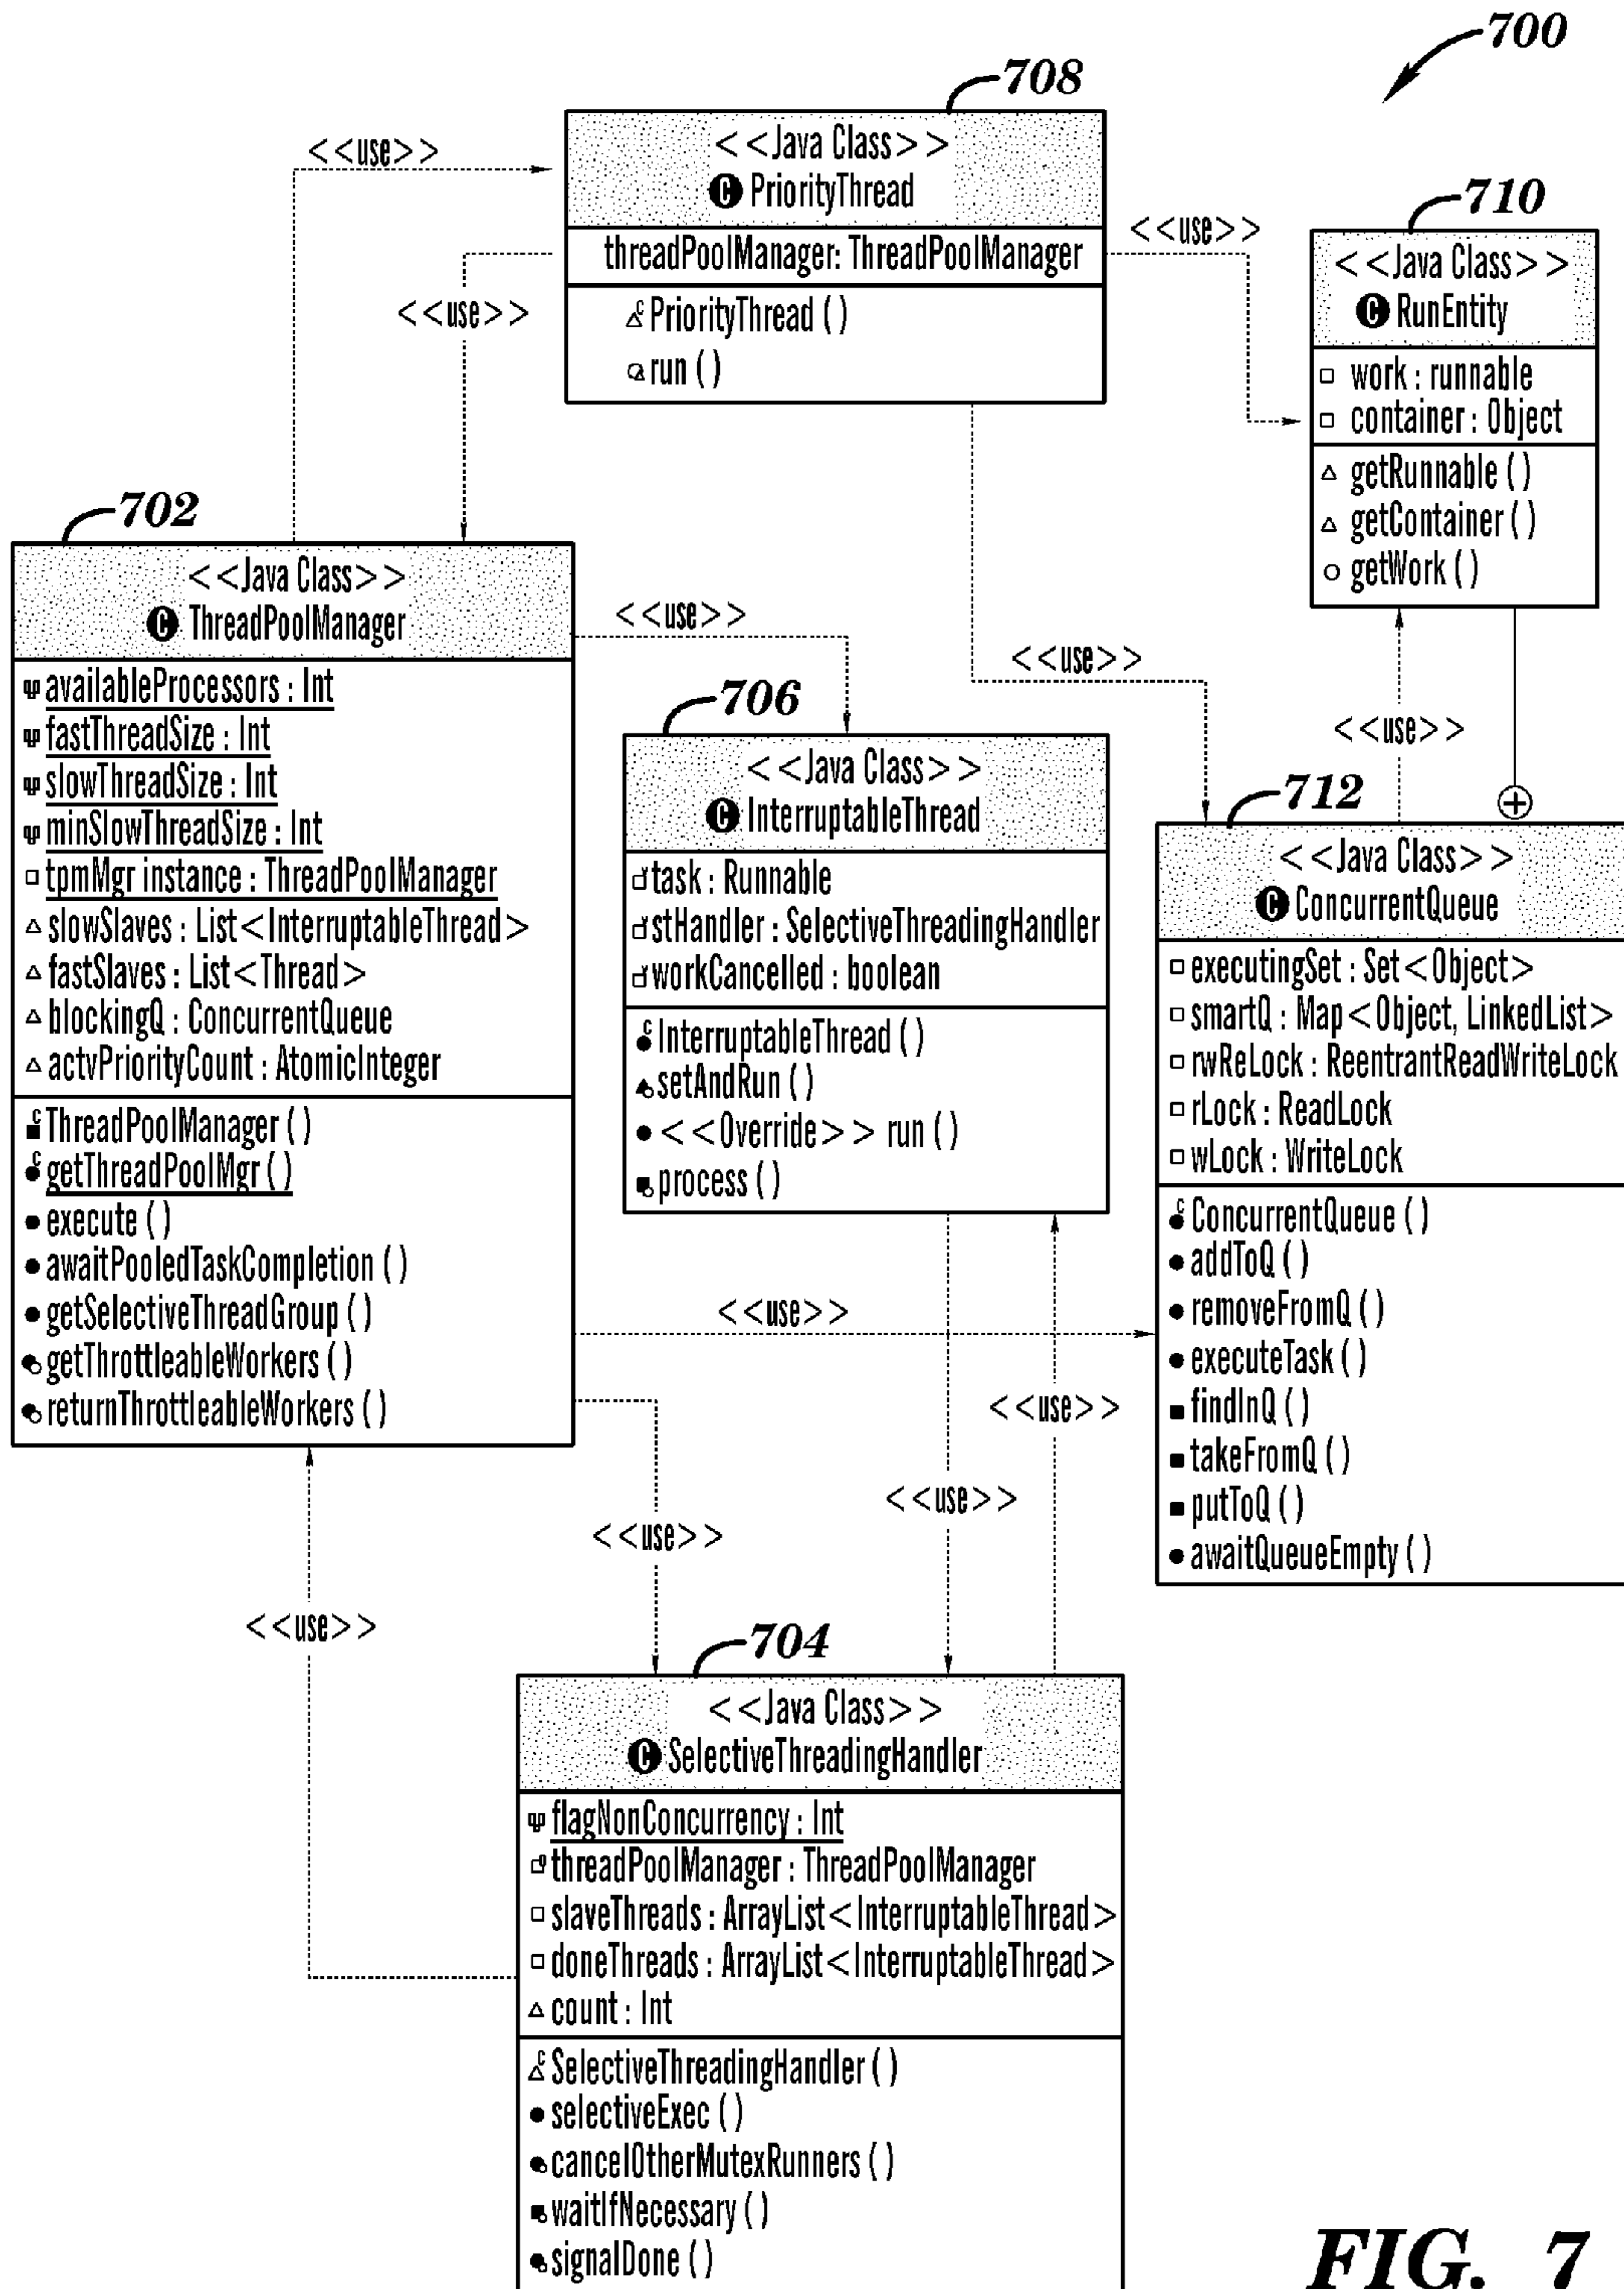 700
708
<<use>>
<<Java Class>>
C PriorityThread
threadPoolManager: ThreadPoolManager
PriorityThread ()
run ()
<<use>>
<<use>>
710
<<Java Class>>
C RunEntity
work : runnable
container : Object
getRunnable ()
getContainer ()
getWork ()
702
<<Java Class>>
C ThreadPoolManager
availableProcessors : Int
fastThreadSize : Int
slowThreadSize : Int
minSlowThreadSize : Int
tpmMgr instance : ThreadPoolManager
slowSlaves : List<InterruptableThread>
fastSlaves : List<Thread>
blockingQ : ConcurrentQueue
actvPriorityCount : AtomicInteger
C ThreadPoolManager ()
C getThreadPoolMgr ()
execute ()
awaitPooledTaskCompletion ()
getSelectiveThreadGroup ()
getThrottleableWorkers ()
returnThrottleableWorkers ()
<<use>>
<<use>>
<<use>>
706
<<Java Class>>
C InterruptableThread
task : Runnable
stHandler : SelectiveThreadingHandler
workCancelled : boolean
C InterruptableThread ()
setAndRun ()
<<Override>> run ()
process ()
712
<<Java Class>>
C ConcurrentQueue
executingSet : Set<Object>
smartQ : Map<Object, LinkedList>
rwReLock : ReentrantReadWriteLock
rLock : ReadLock
wLock : WriteLock
C ConcurrentQueue ()
addToQ ()
removeFromQ ()
executeTask ()
findInQ ()
takeFromQ ()
putToQ ()
awaitQueueEmpty ()
<<use>>
<<use>>
<<use>>
<<use>>
<<use>>
704
<<Java Class>>
C SelectiveThreadingHandler
flagNonConcurrency : Int
threadPoolManager : ThreadPoolManager
slaveThreads : ArrayList<InterruptableThread>
doneThreads : ArrayList<InterruptableThread>
count : Int
C SelectiveThreadingHandler ()
selectiveExec ()
cancelOtherMutexRunners ()
waitIfNecessary ()
signalDone ()
FIG. 7